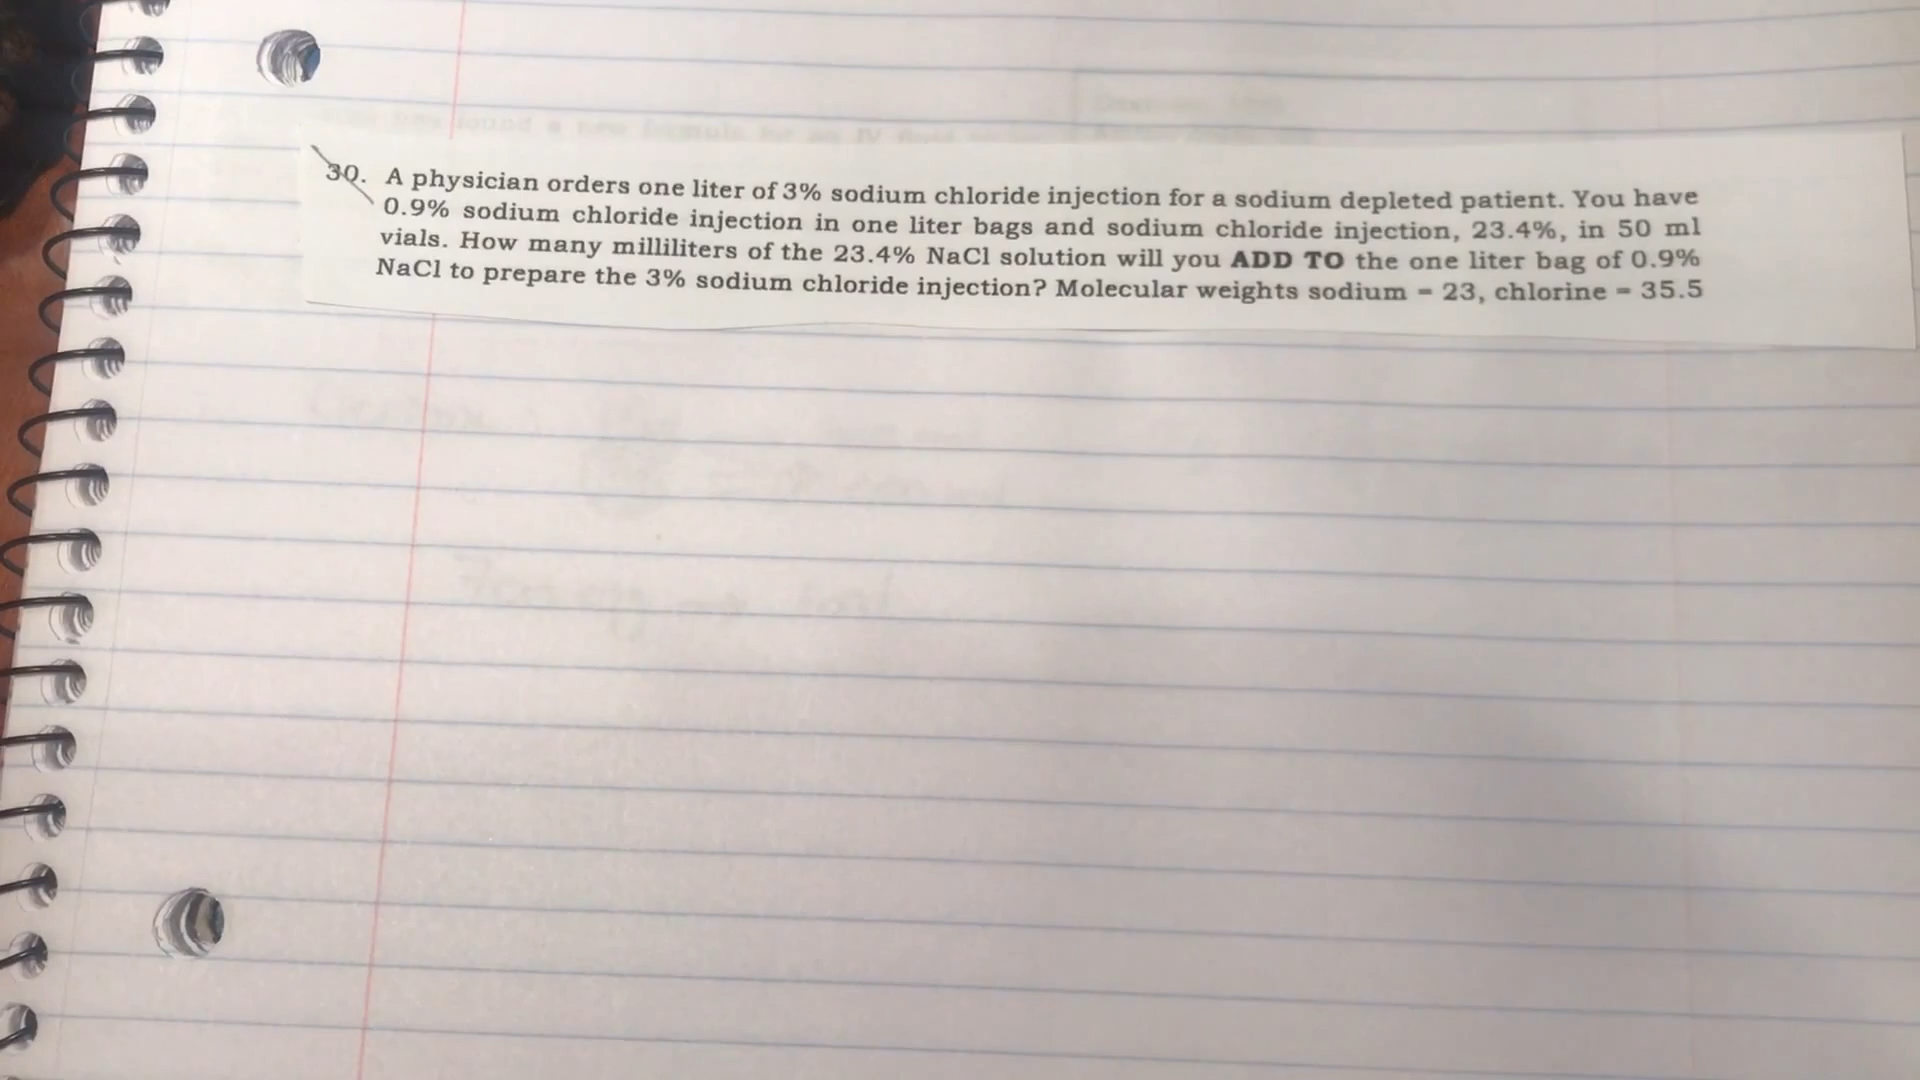 30. A physician orders one liter of 3% sodium chloride injection for a sodium depleted patient. You have
0.9% sodium chloride injection in one liter bags and sodium chloride injection, 23.4%, in 50 ml
vials. How many milliliters of the 23.4% NaCl solution will you ADD TO the one liter bag of 0.9%
NaCl to prepare the 3% sodium chloride injection? Molecular weights sodium = 23, chlorine = 35.5